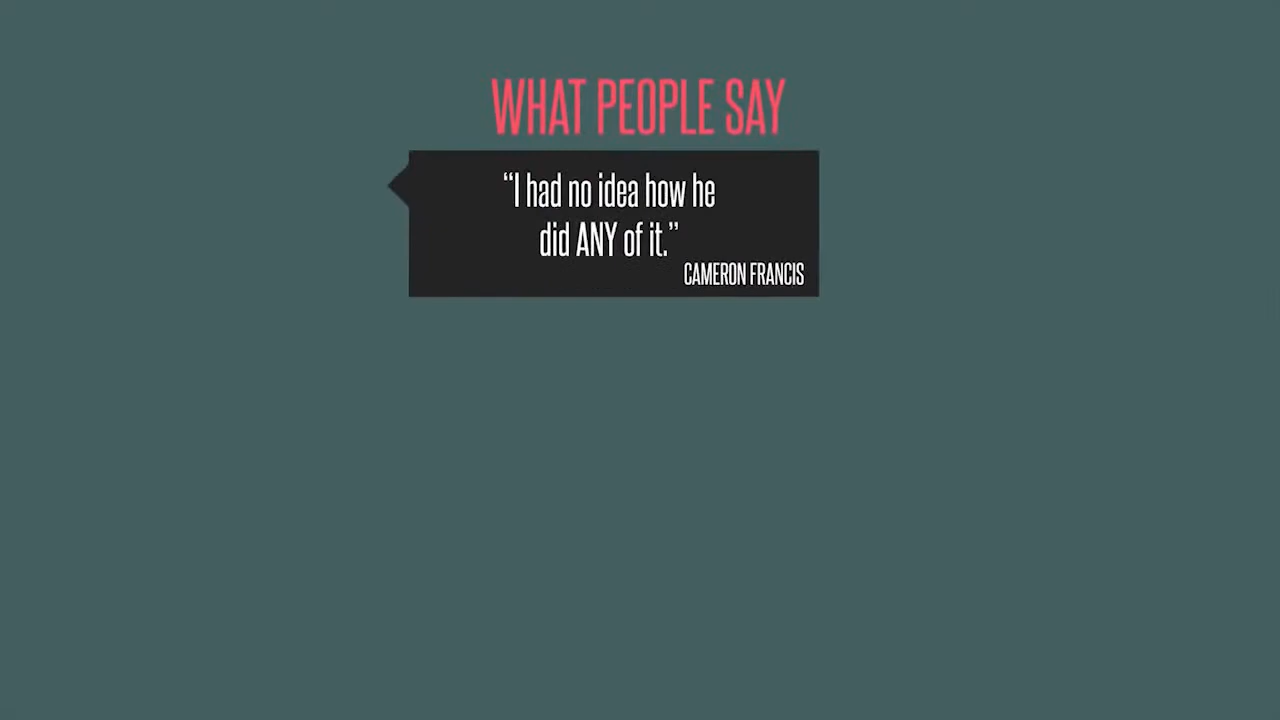 WHAT PEOPLE SAY
“I had no idea how he
did ANY of it.”
CAMERON FRANCIS